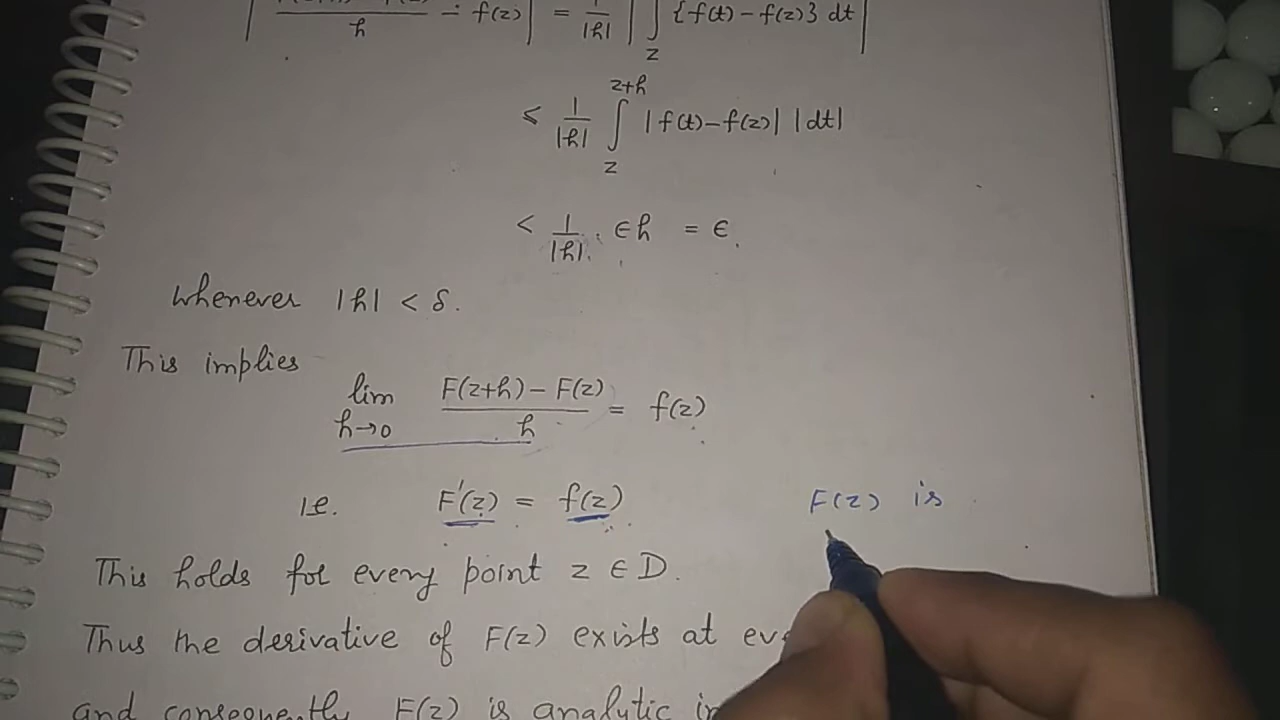 | /h - f(z) | = 1/|h| | ∫_z {f(t) - f(z)} dt |
≤ 1/|h| ∫_z^{z+h} |f(t) - f(z)| |dt|
< 1/|h| . ∈h = ∈.
Whenever |h| < δ.
This implies
lim_{h→0} (F(z+h) - F(z))/h = f(z)
i.e. F'(z) = f(z) F(z) is
This holds for every point z ∈ D.
Thus the derivative of F(z) exists at
and consequently F(z) is analytic